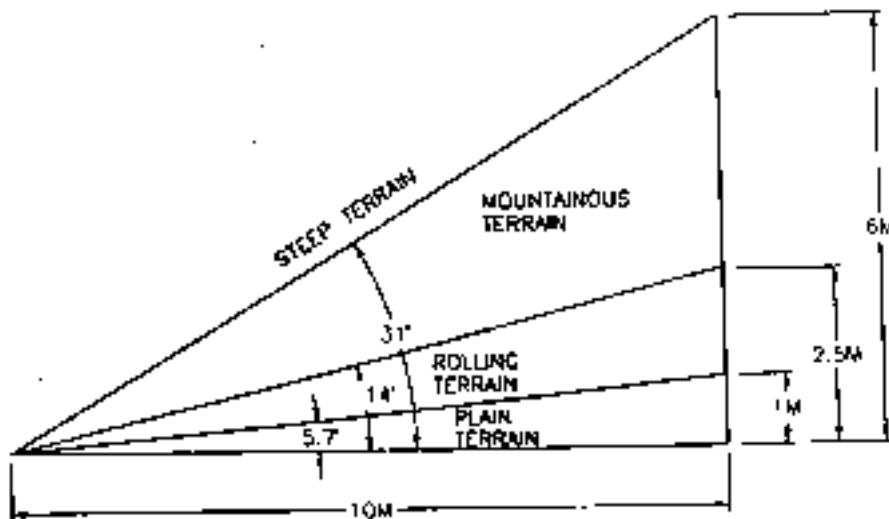 STEEP TERRAIN
MOUNTAINOUS
TERRAIN
6M
31°
2.5M
ROLLING
TERRAIN
14°
1M
PLAIN
TERRAIN
5.7°
10M